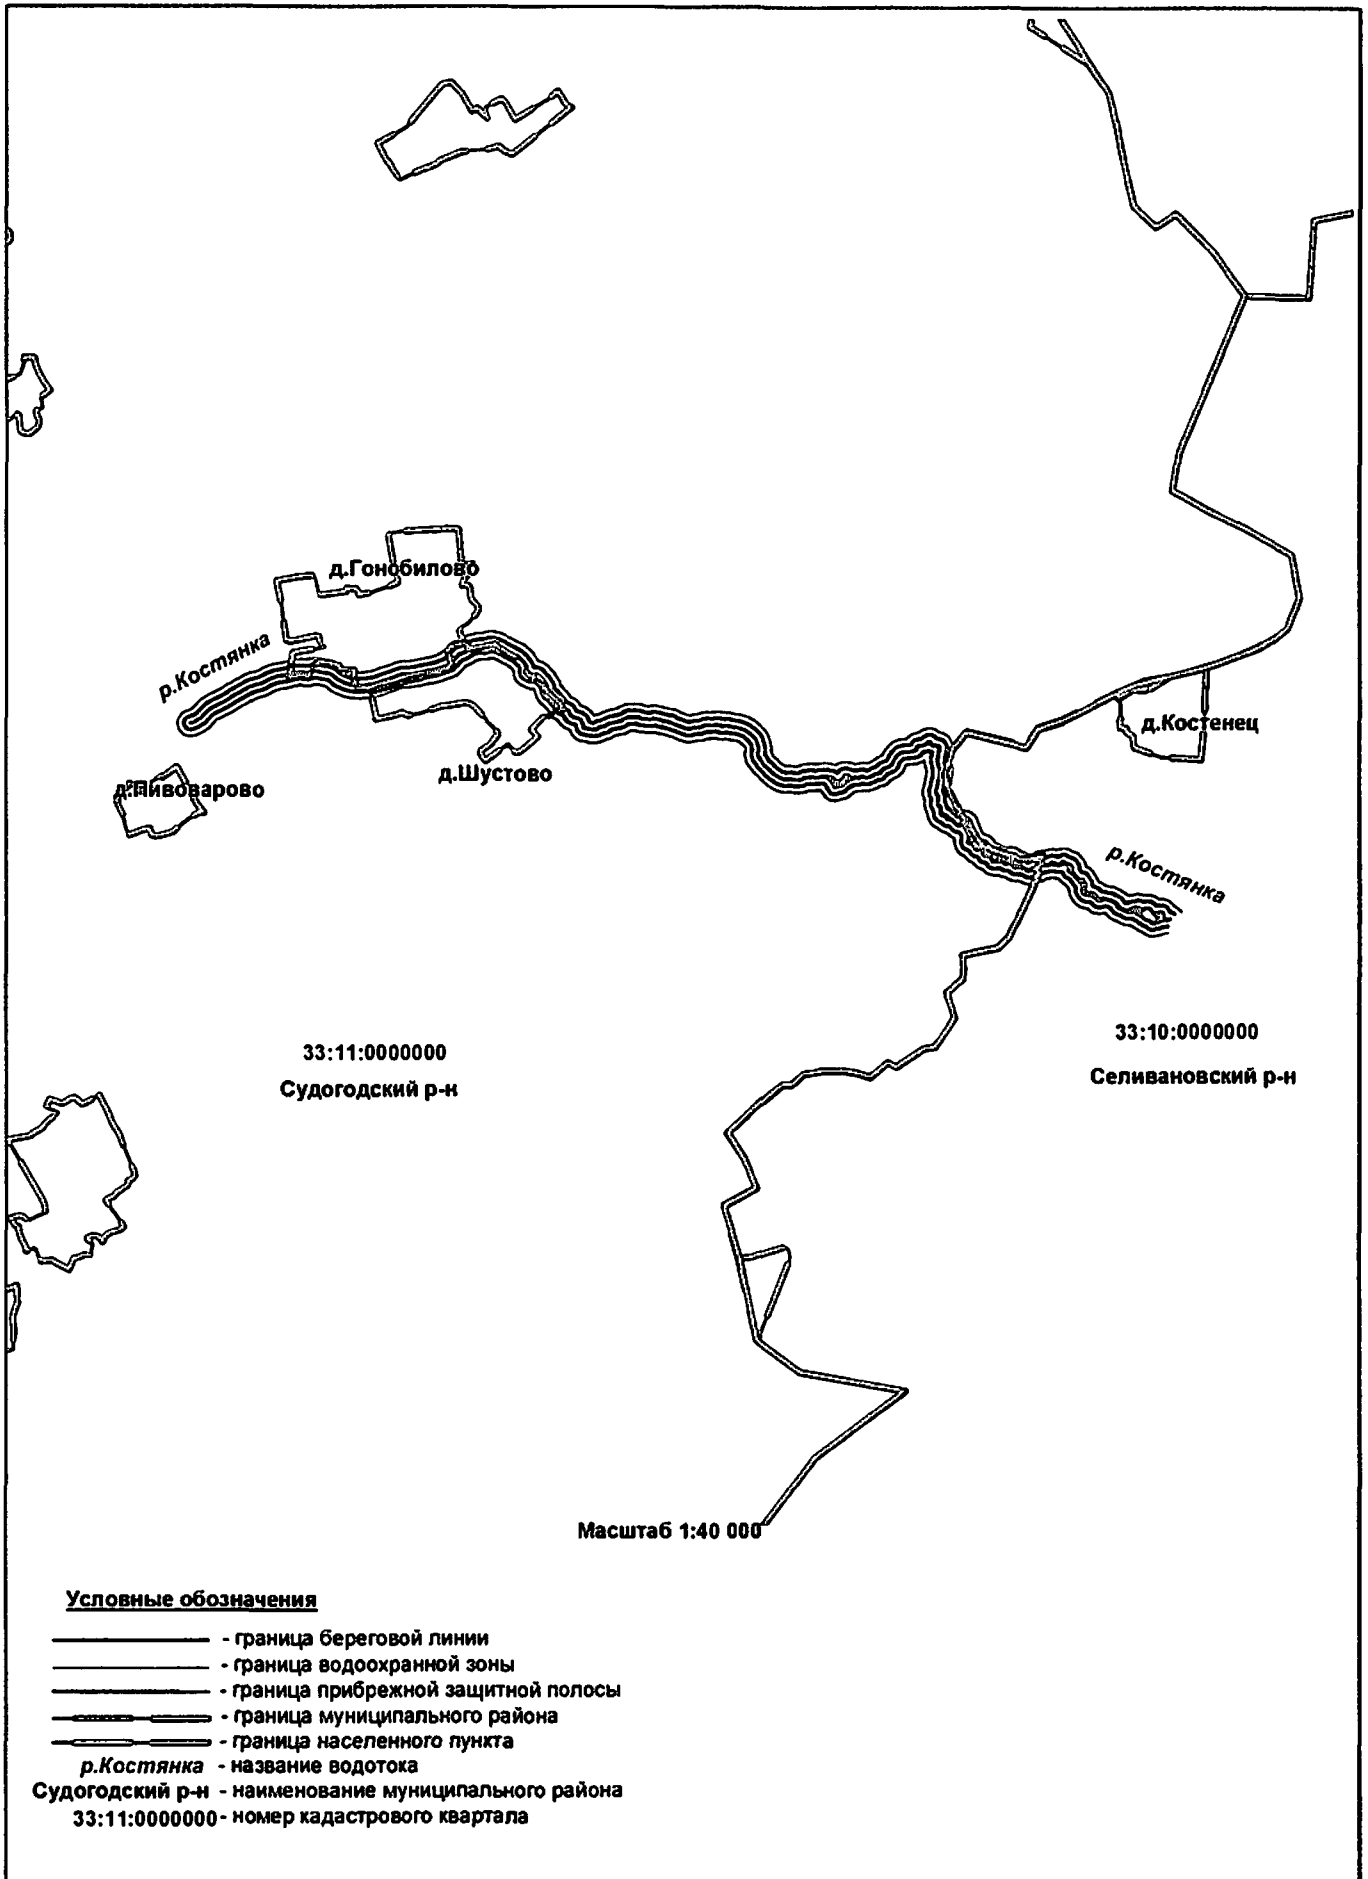 д.Гонобилово
р.Костянка
д.Костенец
д.Шустово
д.Пивоварово
р.Костянка
33:10:0000000
33:11:0000000
Селивановский р-н
Судогодский р-н
Масштаб 1:40 000
Условные обозначения
- граница береговой линии
- граница водоохранной зоны
- граница прибрежной защитной полосы
- граница муниципального района
- граница населенного пункта
р.Костянка - название водотока
Судогодский р-н - наименование муниципального района
33:11:0000000 - номер кадастрового квартала